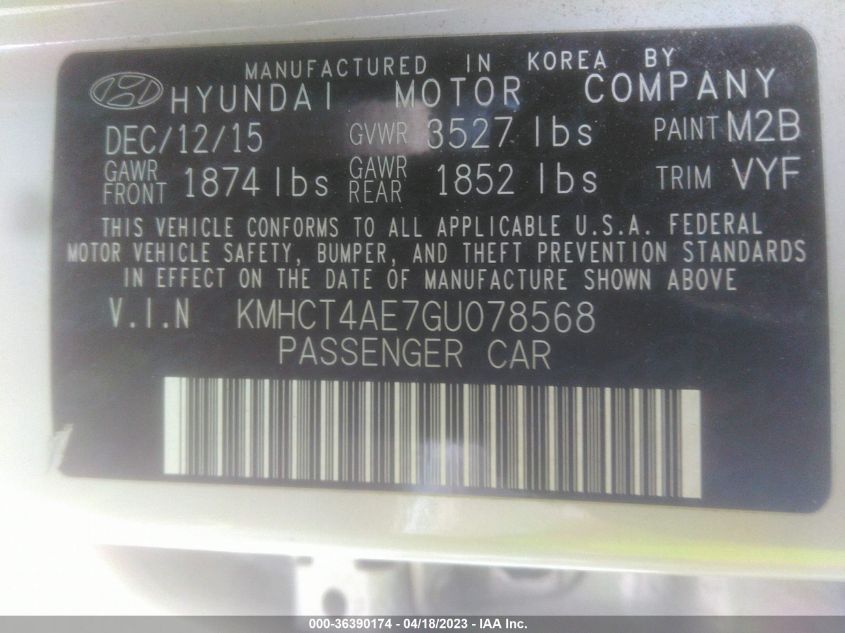 MANUFACTURED IN KOREA BY
HYUNDAI MOTOR COMPANY
DEC/12/15 GVWR 3527 lbs PAINT M2B
GAWR FRONT 1874 lbs GAWR REAR 1852 lbs TRIM VYF
THIS VEHICLE CONFORMS TO ALL APPLICABLE U.S.A. FEDERAL
MOTOR VEHICLE SAFETY, BUMPER, AND THEFT PREVENTION STANDARDS
IN EFFECT ON THE DATE OF MANUFACTURE SHOWN ABOVE
V.I.N KMHCT4AE7GU078568
PASSENGER CAR
000-36390174 - 04/18/2023 - IAA Inc.